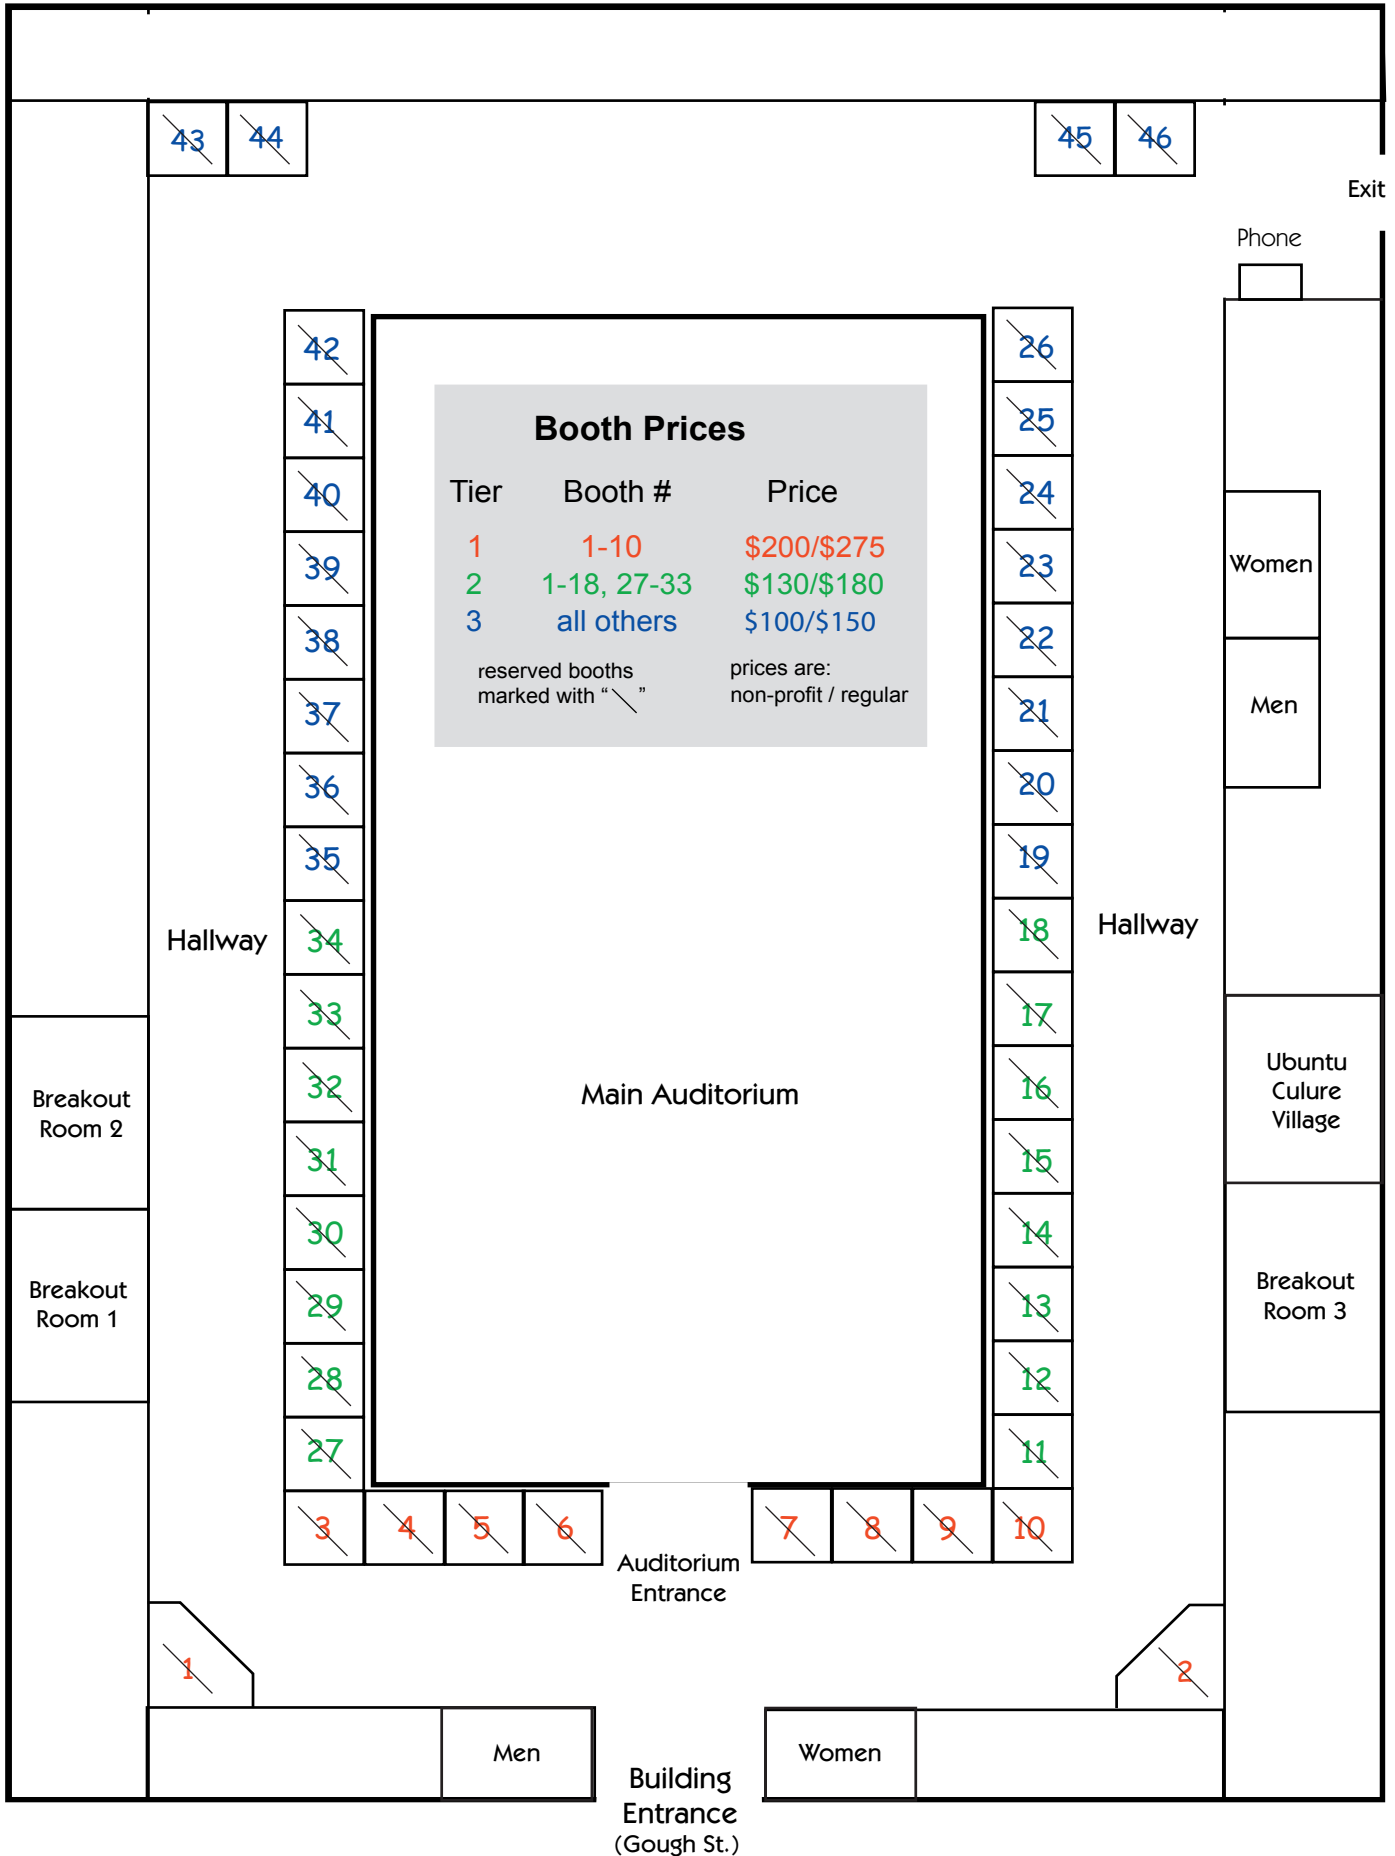 43 44 45 46
Exit
Phone
42 26
41 25
Booth Prices
40 24
Tier Booth # Price
39 23
1 1-10 $200/$275
2 1-18, 27-33 $130/$180
3 all others $100/$150
Women
38 22
reserved booths
marked with “\”
prices are:
non-profit / regular
37 21
Men
36 20
35 19
Hallway
34 18
Hallway
33 17
32 16
Main Auditorium
Breakout
Room 2
Ubuntu
Culure
Village
31 15
30 14
29 13
Breakout
Room 1
Breakout
Room 3
28 12
27 11
3 4 5 6 7 8 9 10
Auditorium
Entrance
1 2
Men
Women
Building
Entrance
(Gough St.)